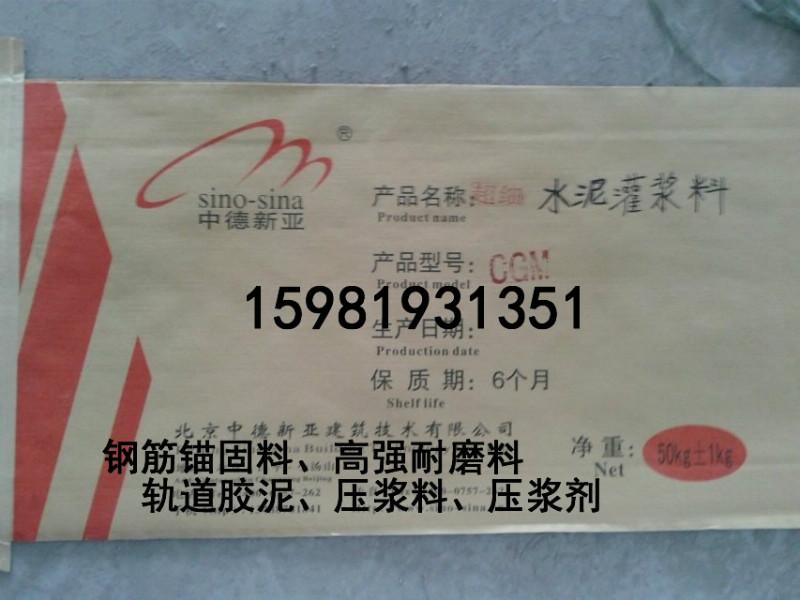 ®
sino-sina
中德新亚
产品名称：超细 水泥灌浆料
Product name
产品型号：CGM
Product model
15981931351
生产日期：
Production date
保 质 期：6个月
Shelf life
北京中德新亚建筑技术有限公司
净 重：
Net
50kg±1kg
钢筋锚固料、高强耐磨料
轨道胶泥、压浆料、压浆剂